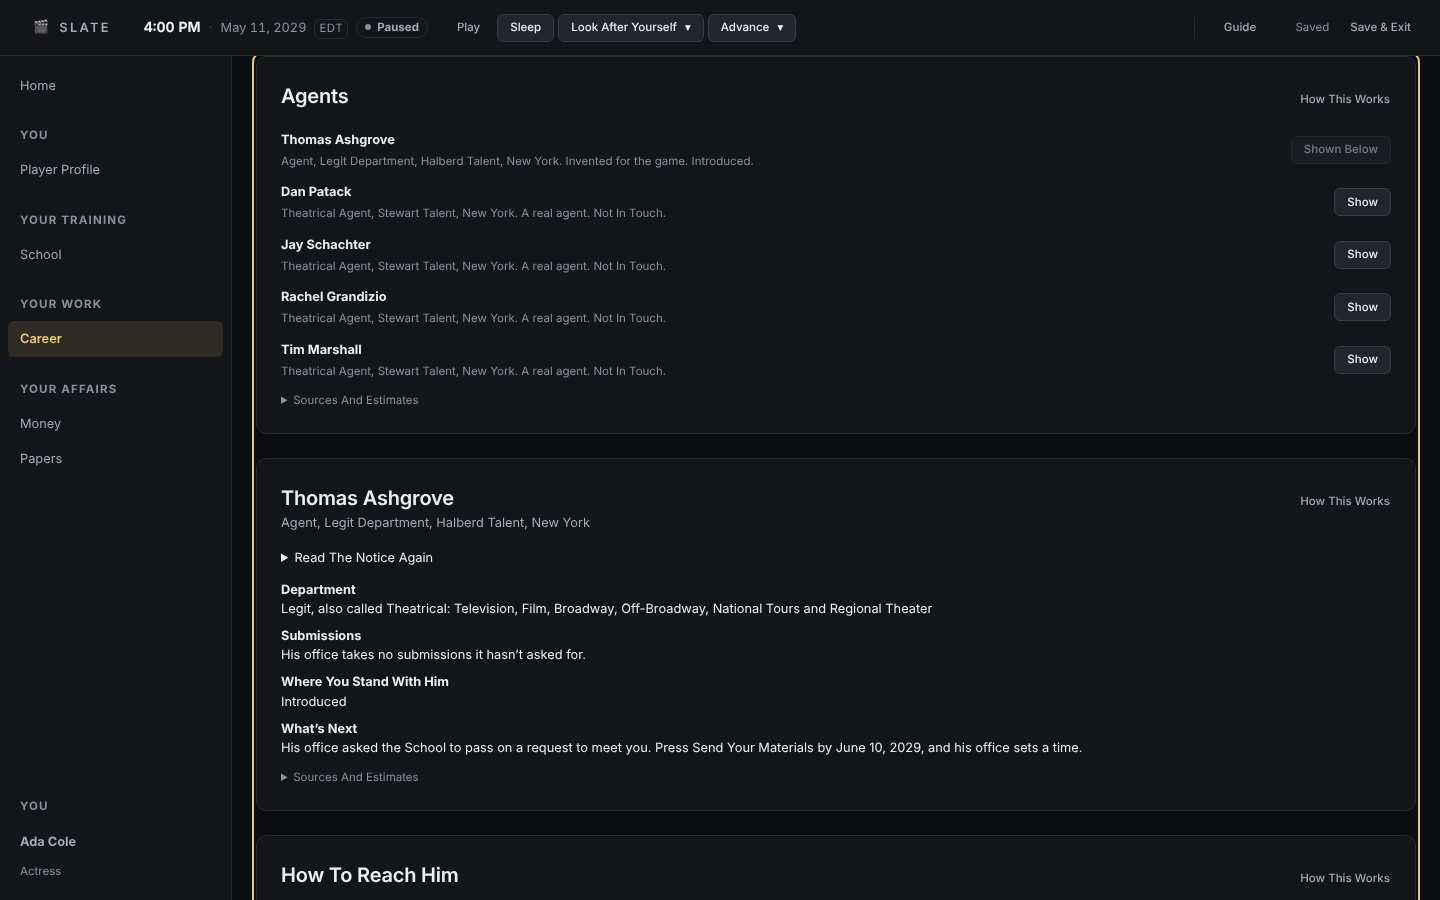 SLATE
4:00 PM · May 11, 2029 EDT Paused
Play
Sleep
Look After Yourself ▾
Advance ▾
Guide
Saved
Save & Exit
Home
YOU
Player Profile
YOUR TRAINING
School
YOUR WORK
Career
YOUR AFFAIRS
Money
Papers
YOU
Ada Cole
Actress
Agents
How This Works
Thomas Ashgrove
Agent, Legit Department, Halberd Talent, New York. Invented for the game. Introduced.
Shown Below
Dan Patack
Theatrical Agent, Stewart Talent, New York. A real agent. Not In Touch.
Show
Jay Schachter
Theatrical Agent, Stewart Talent, New York. A real agent. Not In Touch.
Show
Rachel Grandizio
Theatrical Agent, Stewart Talent, New York. A real agent. Not In Touch.
Show
Tim Marshall
Theatrical Agent, Stewart Talent, New York. A real agent. Not In Touch.
Show
Sources And Estimates
Thomas Ashgrove
How This Works
Agent, Legit Department, Halberd Talent, New York
Read The Notice Again
Department
Legit, also called Theatrical: Television, Film, Broadway, Off-Broadway, National Tours and Regional Theater
Submissions
His office takes no submissions it hasn’t asked for.
Where You Stand With Him
Introduced
What’s Next
His office asked the School to pass on a request to meet you. Press Send Your Materials by June 10, 2029, and his office sets a time.
Sources And Estimates
How To Reach Him
How This Works